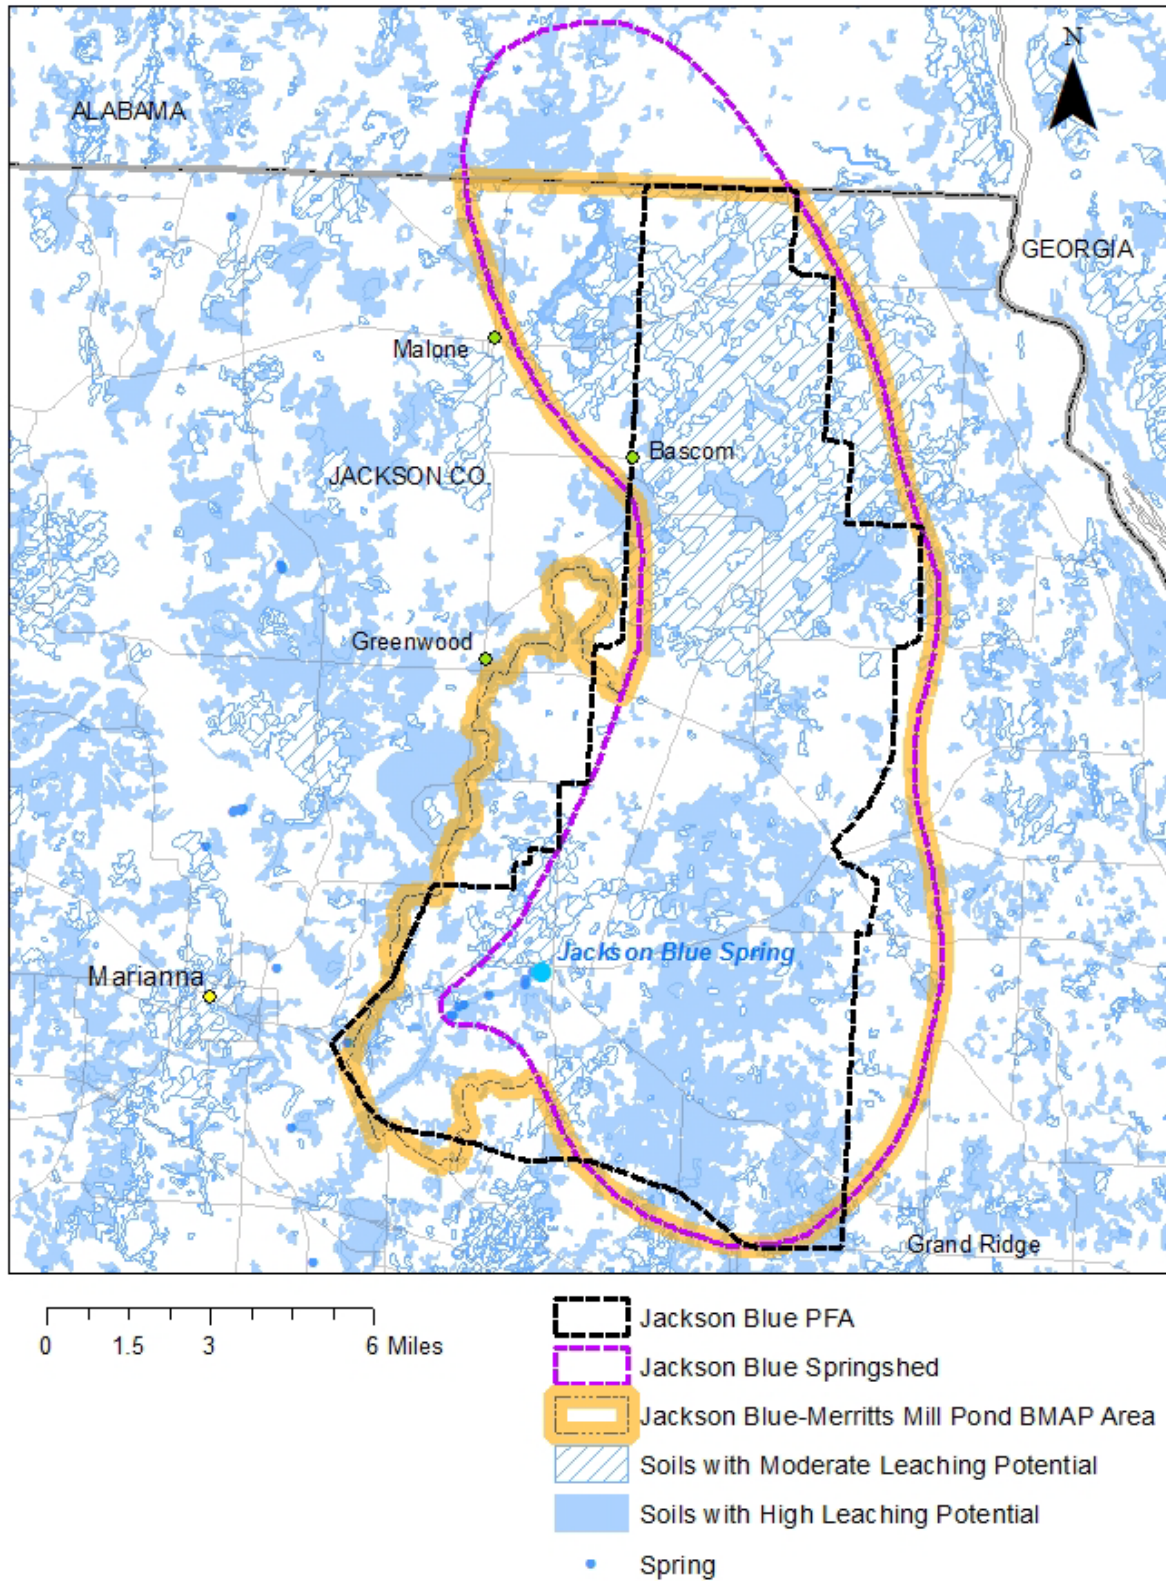 N
ALABAMA
GEORGIA
Malone
Bascom
JACKSON CO.
Greenwood
Jackson Blue Spring
Marianna
Grand Ridge
0 1.5 3 6 Miles
Jackson Blue PFA
Jackson Blue Springshed
Jackson Blue-Merritts Mill Pond BMAP Area
Soils with Moderate Leaching Potential
Soils with High Leaching Potential
Spring